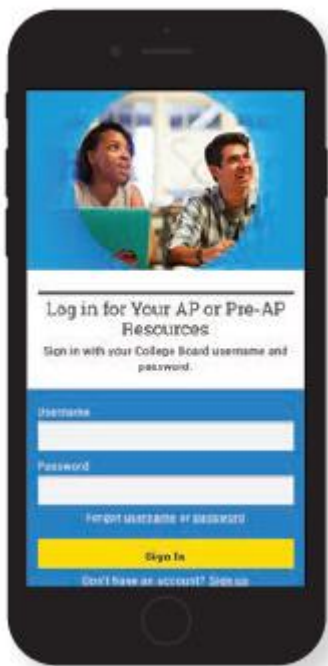 Log in for Your AP or Pre-AP
Resources
Sign in with your College Board username and
password.
Username
Password
Forgot username or password
Sign In
Don't have an account? Sign up